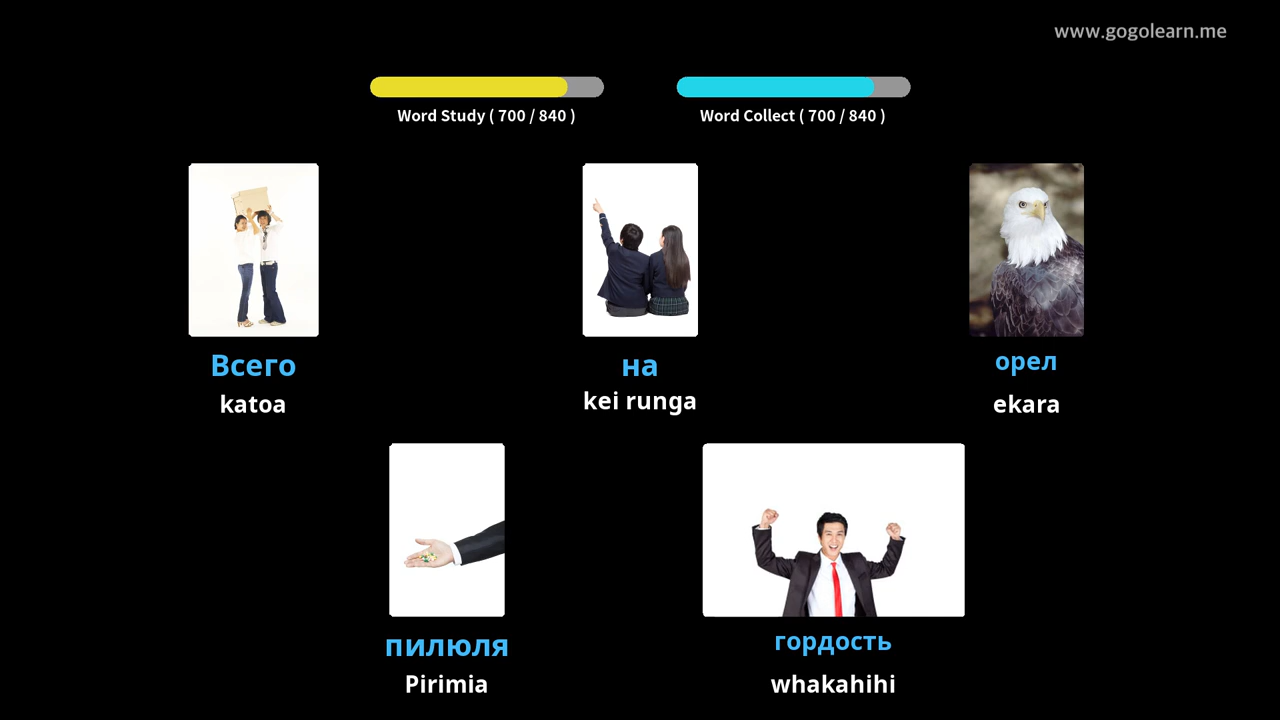 www.gogolearn.me
Word Study ( 700 / 840 )
Word Collect ( 700 / 840 )
Всего
katoa
на
kei runga
орел
ekara
пилюля
Pirimia
гордость
whakahihi